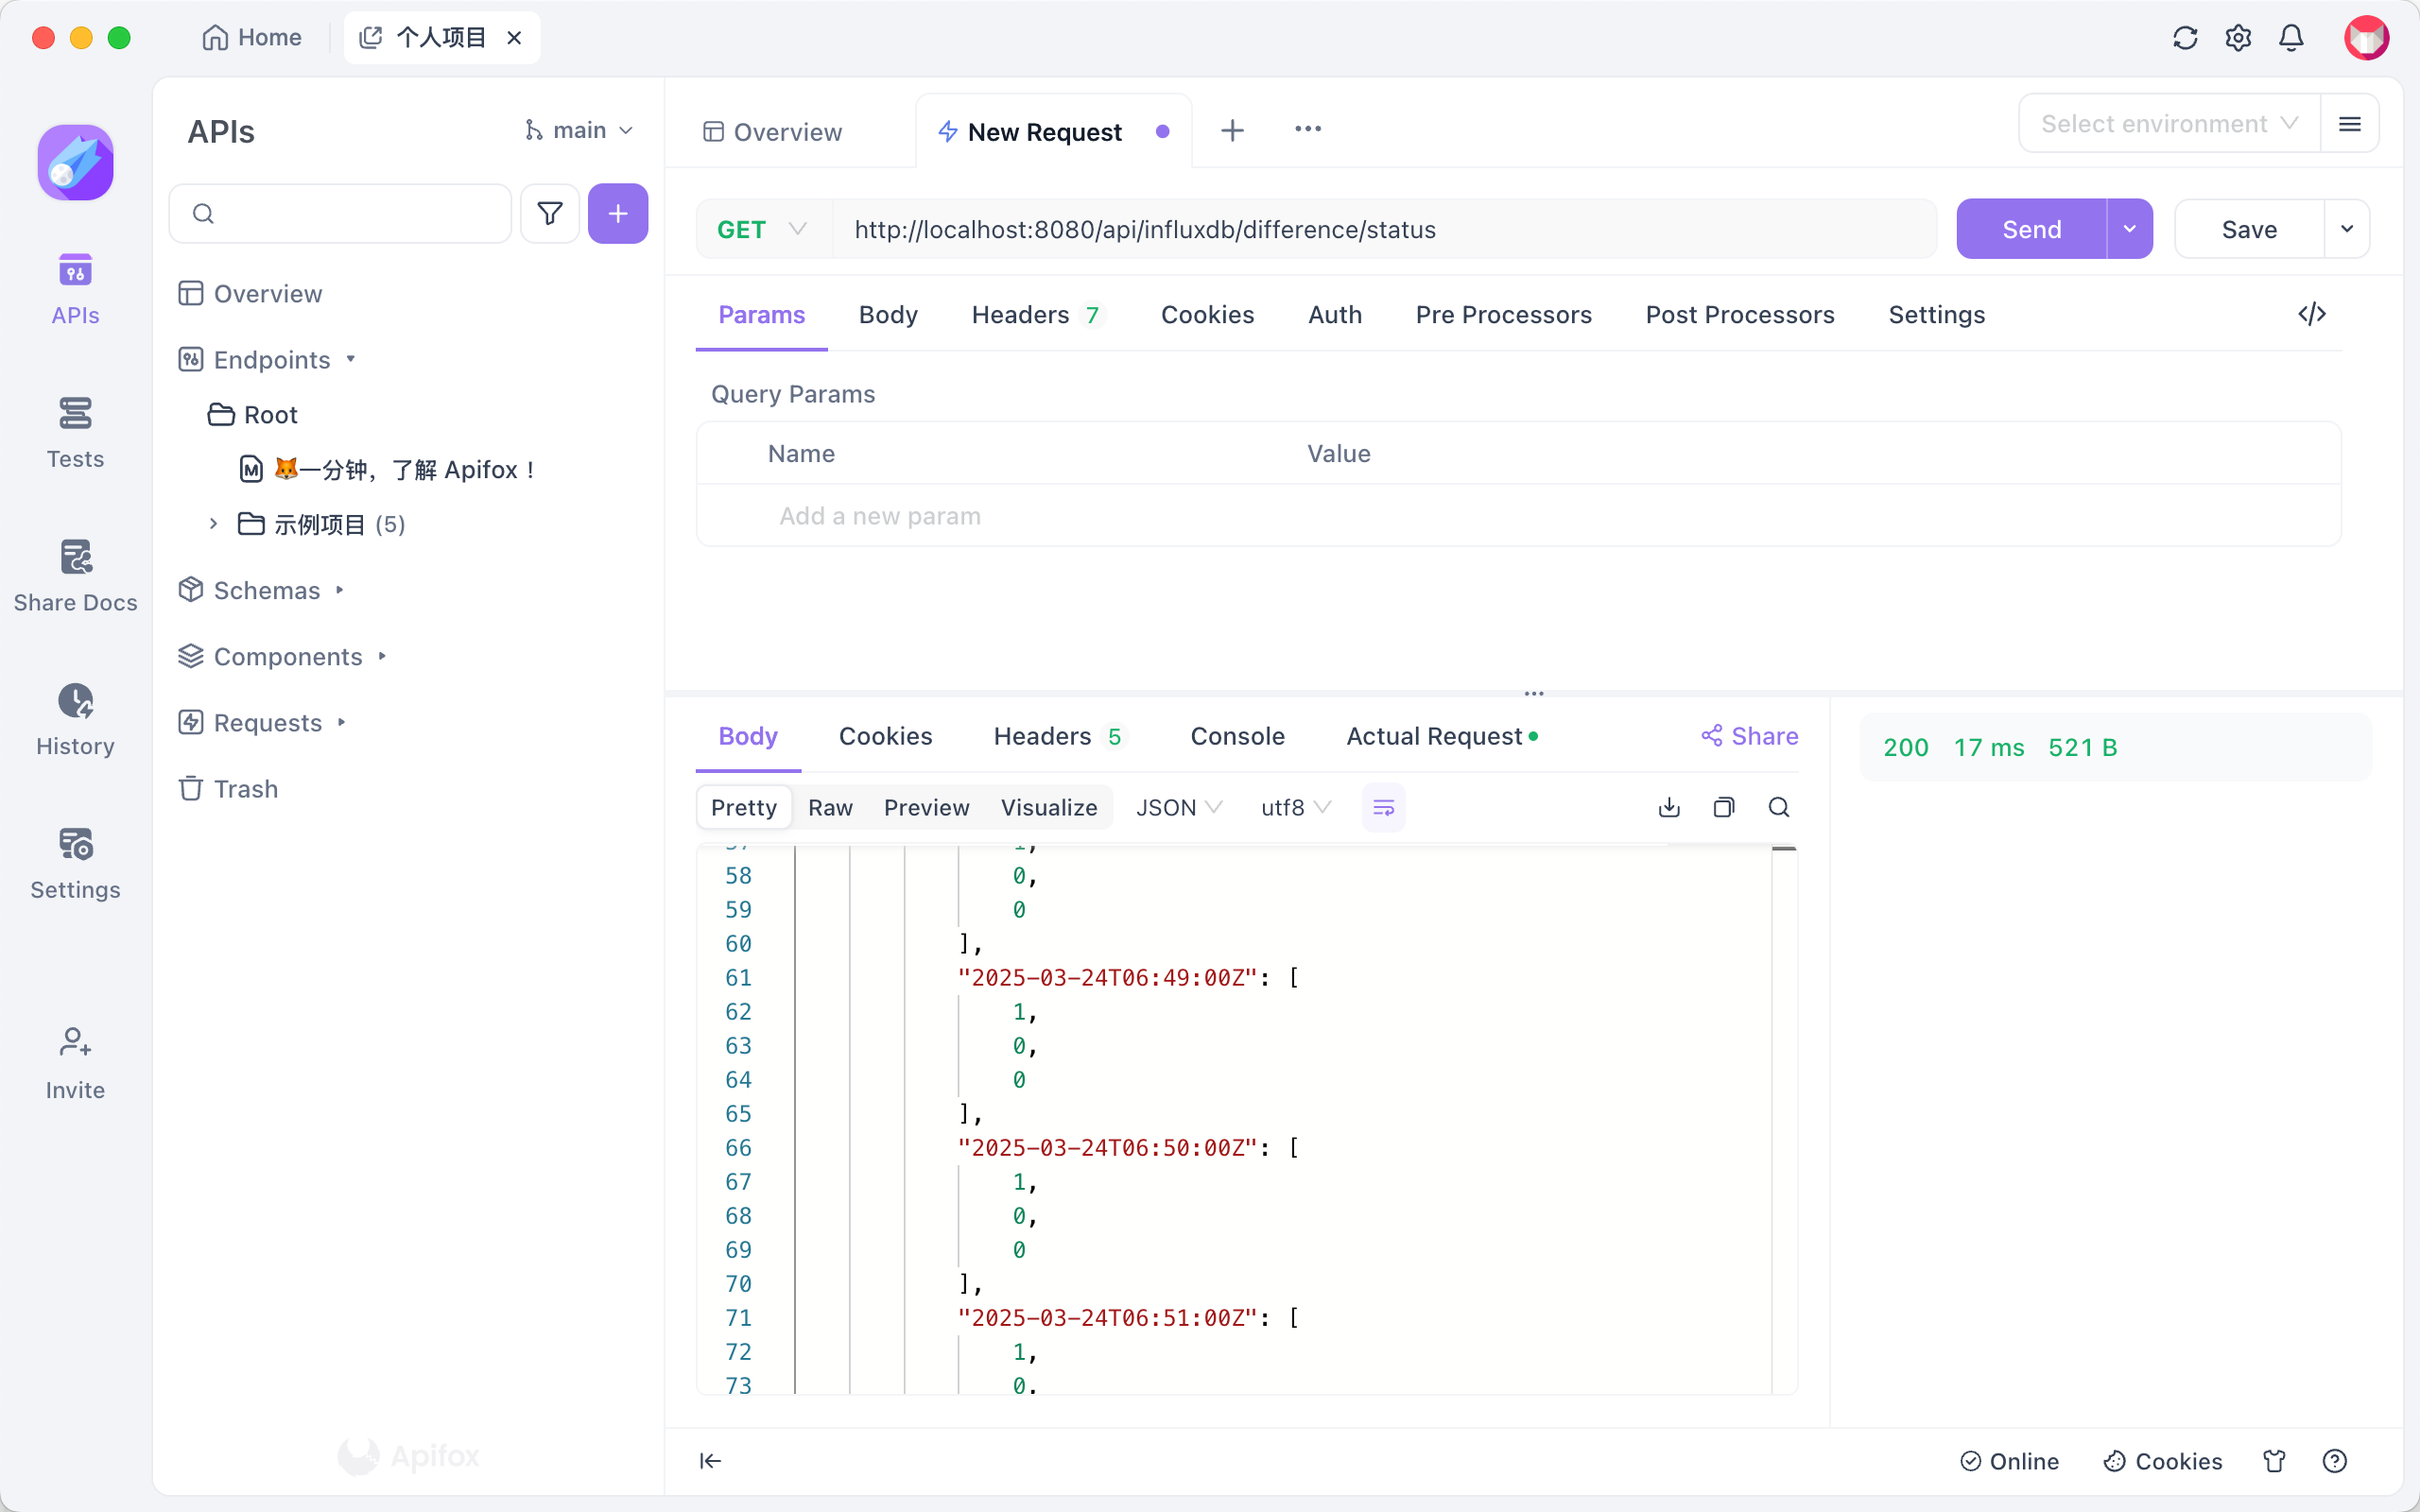 Home
个人项目
APIs
main
Overview
New Request
Select environment
APIs
Tests
Share Docs
History
Settings
Invite
Overview
Endpoints
Root
🦊一分钟，了解 Apifox！
示例项目 (5)
Schemas
Components
Requests
Trash
Apifox
GET
http://localhost:8080/api/influxdb/difference/status
Send
Save
Params
Body
Headers 7
Cookies
Auth
Pre Processors
Post Processors
Settings
Query Params
Name
Value
Add a new param
Body
Cookies
Headers 5
Console
Actual Request
Share
200 17 ms 521 B
Pretty
Raw
Preview
Visualize
JSON
utf8
57 1,
58 0,
59 0
60 ],
61 "2025-03-24T06:49:00Z": [
62 1,
63 0,
64 0
65 ],
66 "2025-03-24T06:50:00Z": [
67 1,
68 0,
69 0
70 ],
71 "2025-03-24T06:51:00Z": [
72 1,
73 0,
Online
Cookies